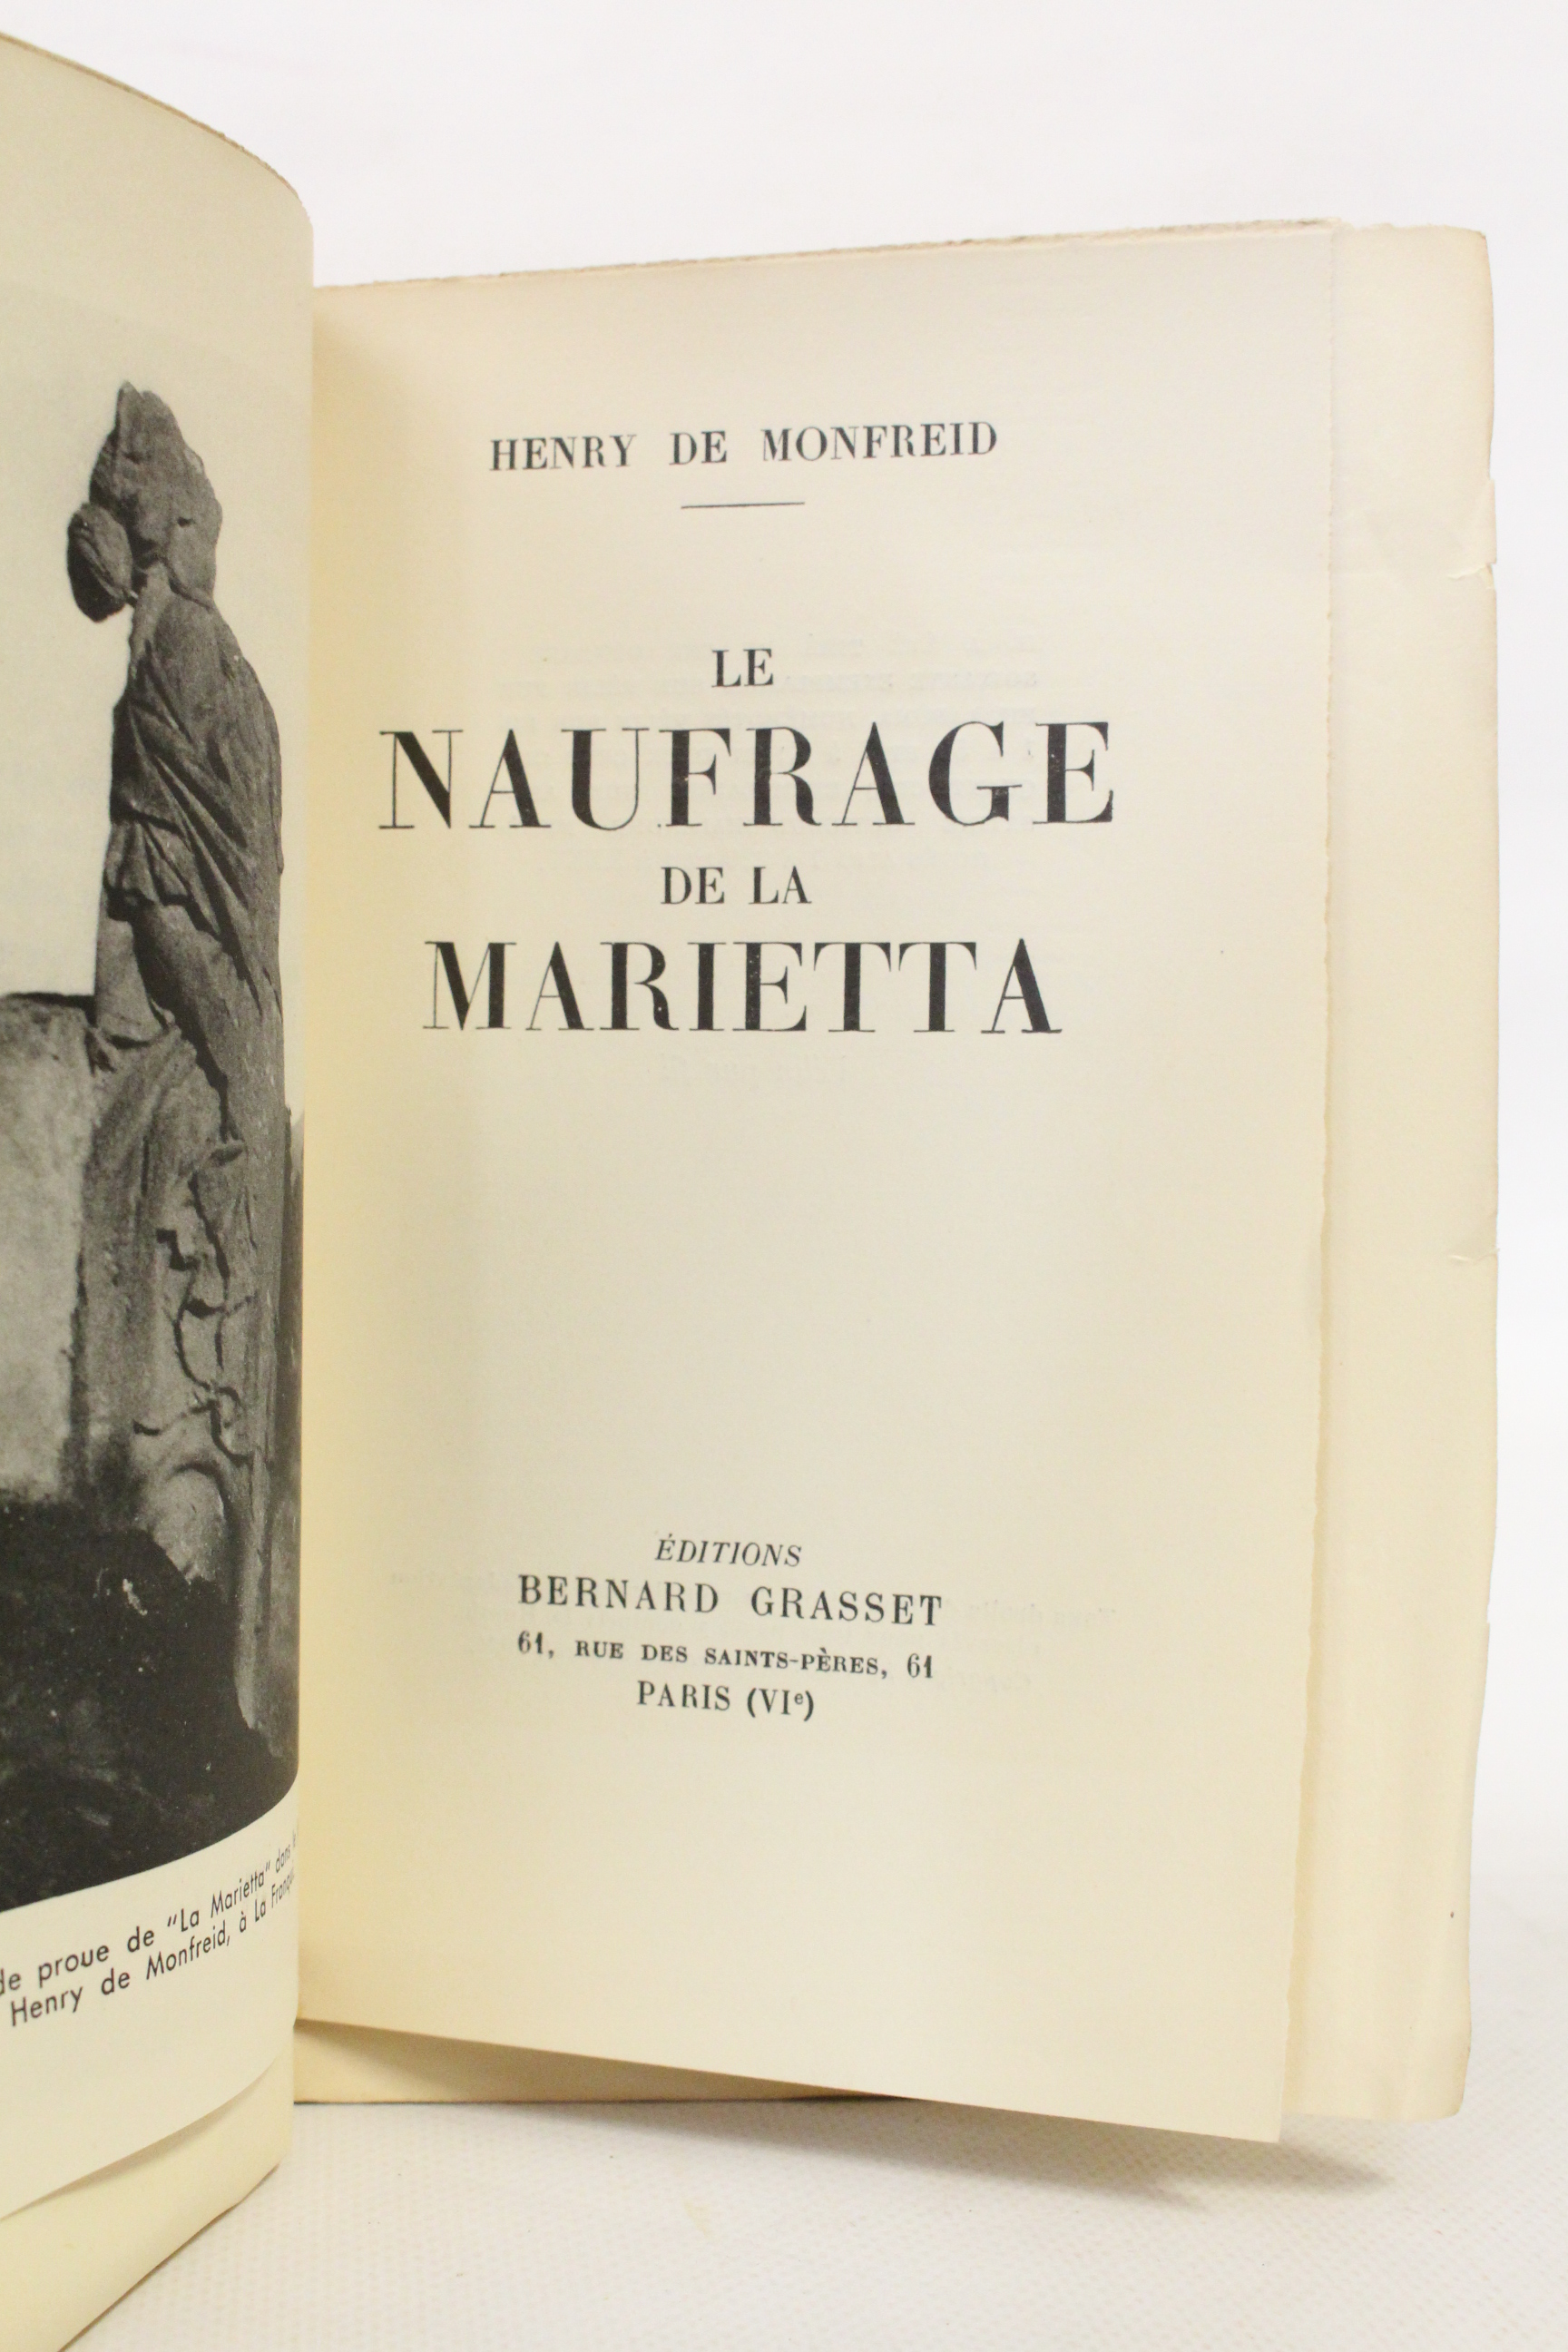 de proue de "La Marietta" dans
Henry de Monfreid, à La
HENRY DE MONFREID
LE
NAUFRAGE
DE LA
MARIETTA
ÉDITIONS
BERNARD GRASSET
61, RUE DES SAINTS-PÈRES, 61
PARIS (VIᵉ)